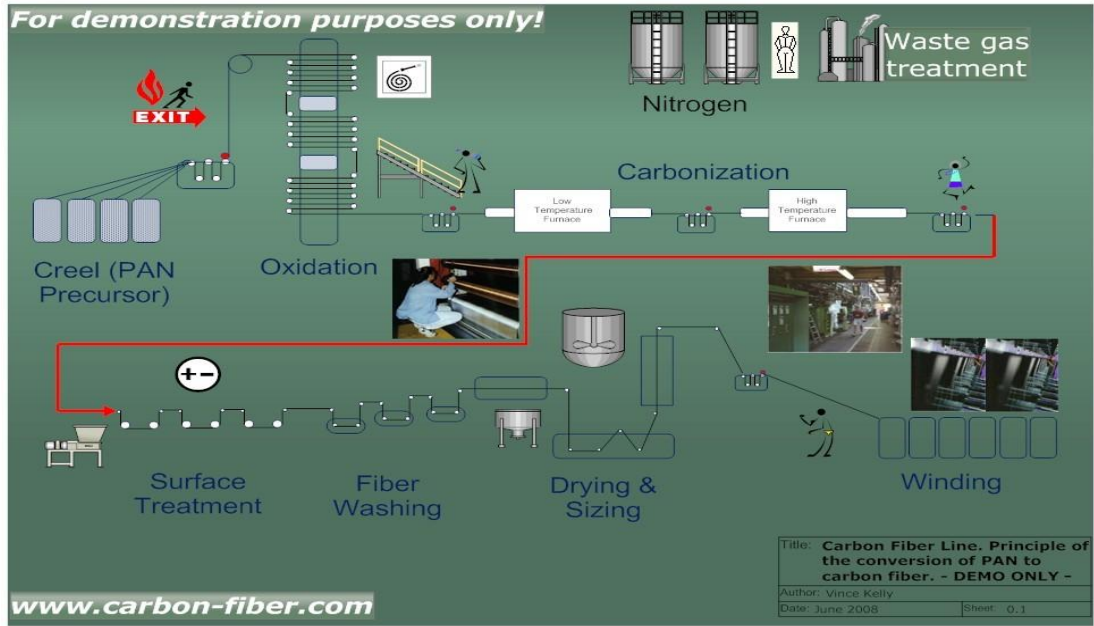 For demonstration purposes only!
Waste gas
treatment
Nitrogen
EXIT
Carbonization
Low
Temperature
Furnace
High
Temperature
Furnace
Creel (PAN
Precursor)
Oxidation
+-
Surface
Treatment
Fiber
Washing
Drying &
Sizing
Winding
Title: Carbon Fiber Line. Principle of
the conversion of PAN to
carbon fiber. - DEMO ONLY -
Author: Vince Kelly
Date: June 2008 Sheet: 0.1
www.carbon-fiber.com